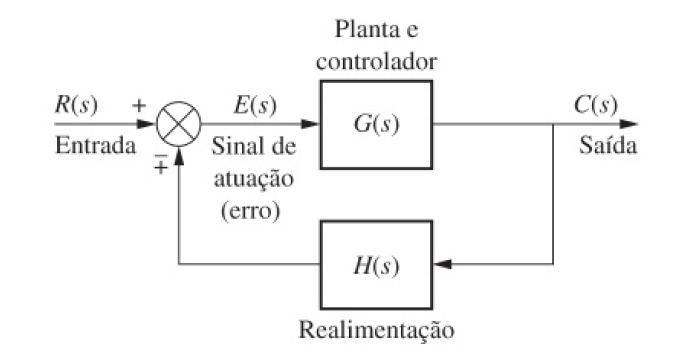 Planta e
controlador
R(s) + E(s) G(s) C(s)
Entrada ∓ Sinal de Saída
atuação
(erro)
H(s)
Realimentação